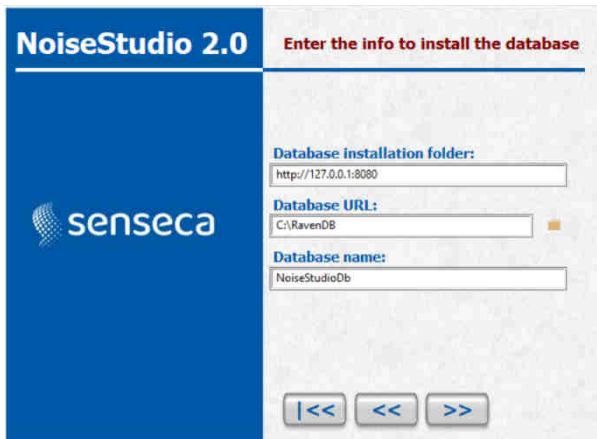 NoiseStudio 2.0
Enter the info to install the database
senseca
Database installation folder:
http://127.0.0.1:8080
Database URL:
C:\RavenDB
Database name:
NoiseStudioDb
|<<
<<
>>